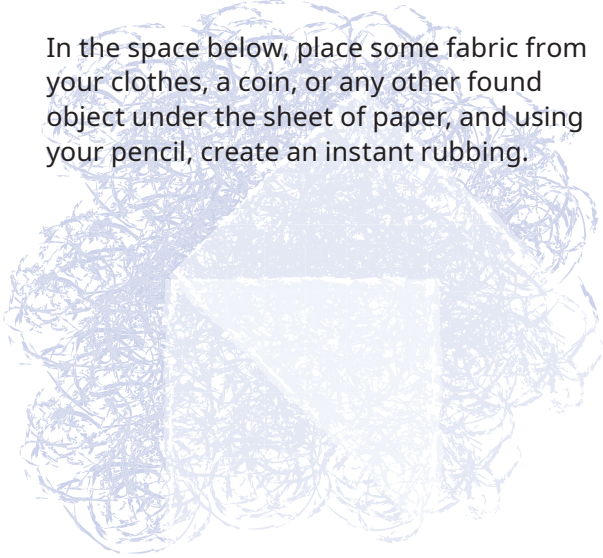 In the space below, place some fabric from
your clothes, a coin, or any other found
object under the sheet of paper, and using
your pencil, create an instant rubbing.